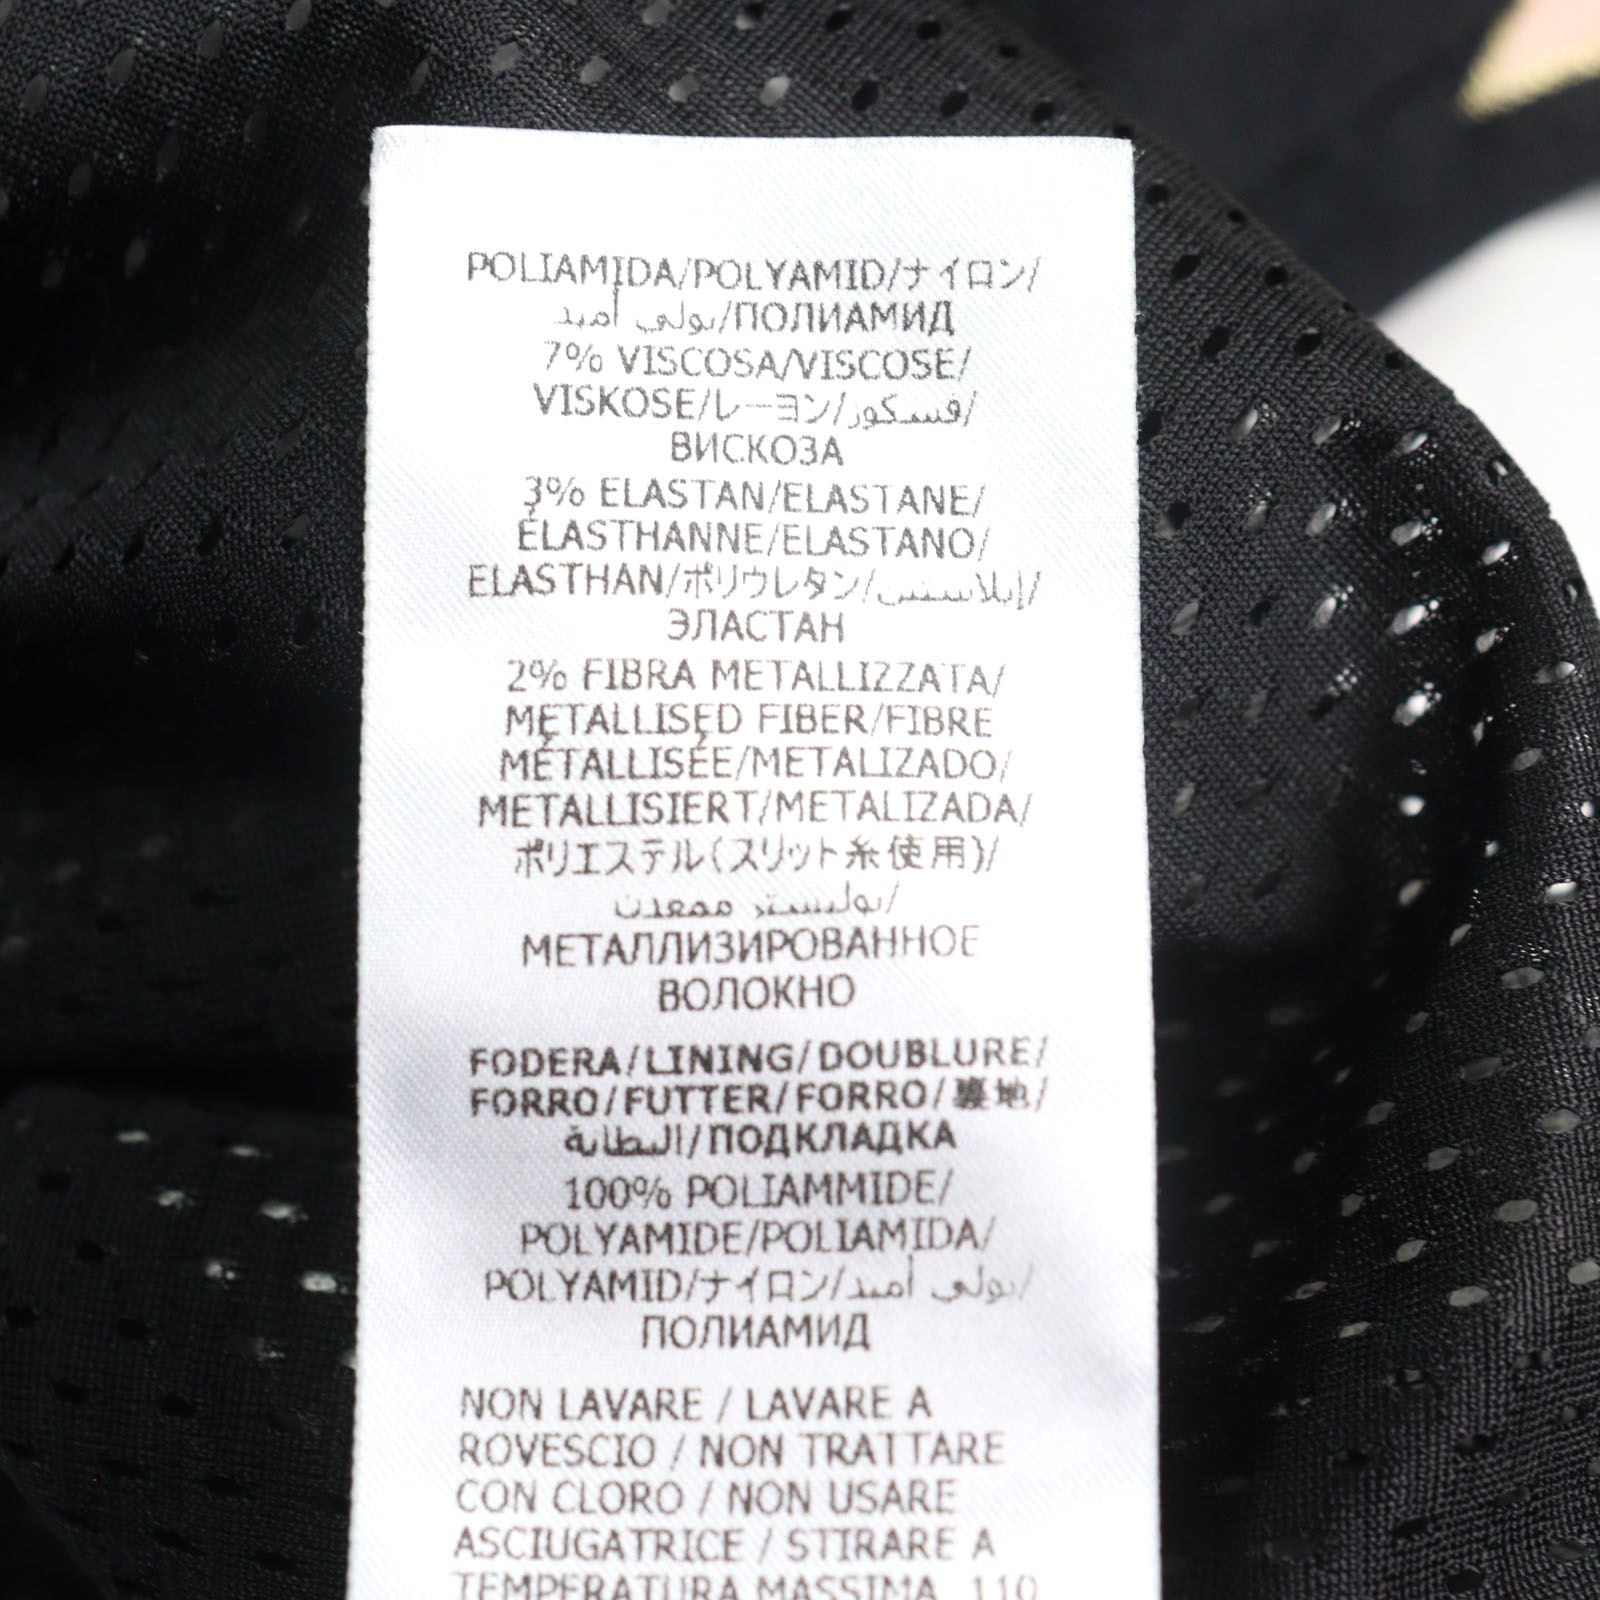 POLIAMIDA/POLYAMID/ナイロン/
بولي أميد/ПОЛИАМИД
7% VISCOSA/VISCOSE/
VISKOSE/レーヨン/فسكوز/
ВИСКОЗА
3% ELASTAN/ELASTANE/
ÉLASTHANNE/ELASTANO/
ELASTHAN/ポリウレタン/إيلاستين/
ЭЛАСТАН
2% FIBRA METALLIZZATA/
METALLISED FIBER/FIBRE
MÉTALLISÉE/METALIZADO/
METALLISIERT/METALIZADA/
ポリエステル(スリット糸使用)/
بوليستر ممعدن/
МЕТАЛЛИЗИРОВАННОЕ
ВОЛОКНО
FODERA/LINING/DOUBLURE/
FORRO/FUTTER/FORRO/裏地/
البطانة/ПОДКЛАДКА
100% POLIAMMIDE/
POLYAMIDE/POLIAMIDA/
POLYAMID/ナイロン/بولي أميد/
ПОЛИАМИД
NON LAVARE / LAVARE A
ROVESCIO / NON TRATTARE
CON CLORO / NON USARE
ASCIUGATRICE / STIRARE A
TEMPERATURA MASSIMA 110